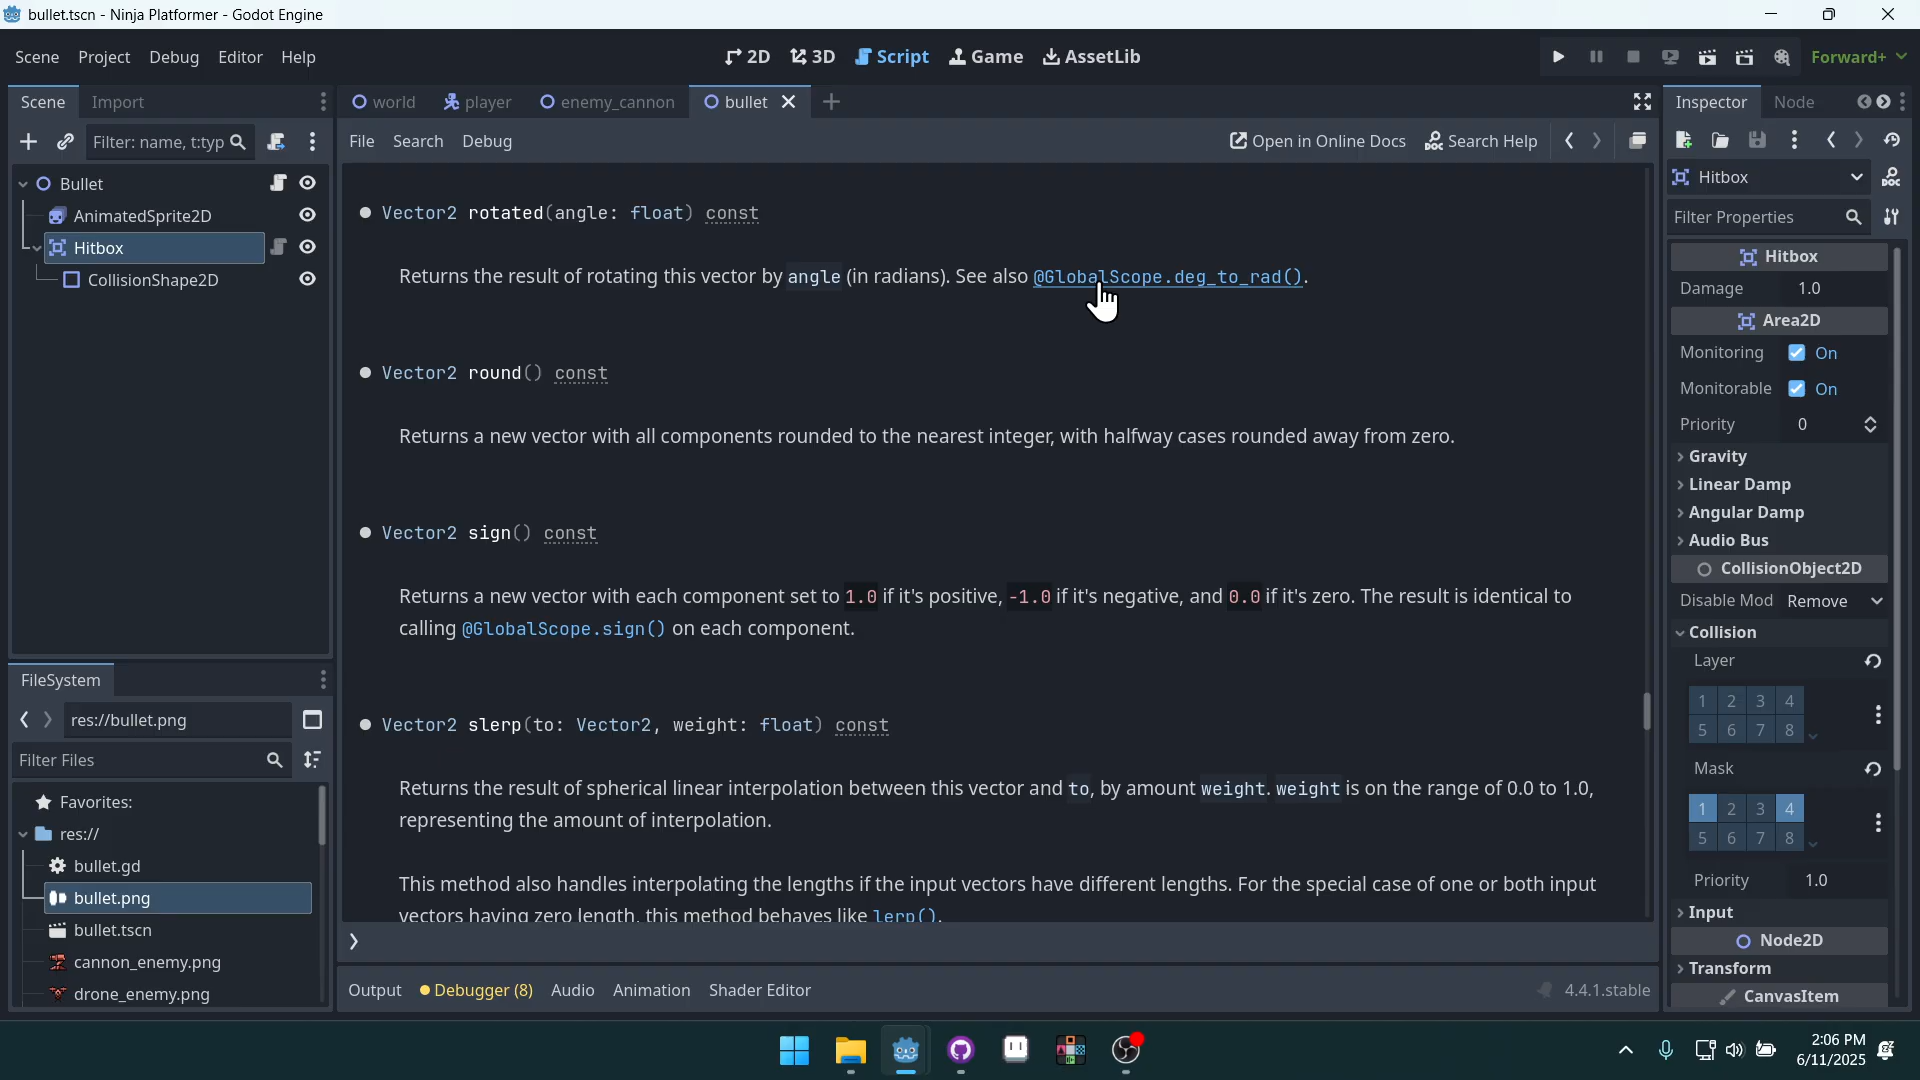 bullet.tscn - Ninja Platformer - Godot Engine
Scene Project Debug Editor Help
2D 3D Script Game AssetLib
Forward+
Scene Import
world player enemy_cannon bullet
Inspector Node
Filter: name, t:typ
File Search Debug
Open in Online Docs Search Help
Bullet
AnimatedSprite2D
Hitbox
CollisionShape2D
Vector2 rotated(angle: float) const
Returns the result of rotating this vector by angle (in radians). See also @GlobalScope.deg_to_rad().
Vector2 round() const
Returns a new vector with all components rounded to the nearest integer, with halfway cases rounded away from zero.
Vector2 sign() const
Returns a new vector with each component set to 1.0 if it's positive, -1.0 if it's negative, and 0.0 if it's zero. The result is identical to
calling @GlobalScope.sign() on each component.
Vector2 slerp(to: Vector2, weight: float) const
Returns the result of spherical linear interpolation between this vector and to, by amount weight. weight is on the range of 0.0 to 1.0,
representing the amount of interpolation.
This method also handles interpolating the lengths if the input vectors have different lengths. For the special case of one or both input
vectors having zero length, this method behaves like lerp().
Hitbox
DOC
Filter Properties
Hitbox
Damage 1.0
Area2D
Monitoring On
Monitorable On
Priority 0
Gravity
Linear Damp
Angular Damp
Audio Bus
CollisionObject2D
Disable Mod Remove
Collision
Layer
1 2 3 4
5 6 7 8
Mask
1 2 3 4
5 6 7 8
Priority 1.0
Input
Node2D
Transform
CanvasItem
FileSystem
res://bullet.png
Filter Files
Favorites:
res://
bullet.gd
bullet.png
bullet.tscn
cannon_enemy.png
drone_enemy.png
Output Debugger (8) Audio Animation Shader Editor
4.4.1.stable
2:06 PM
6/11/2025